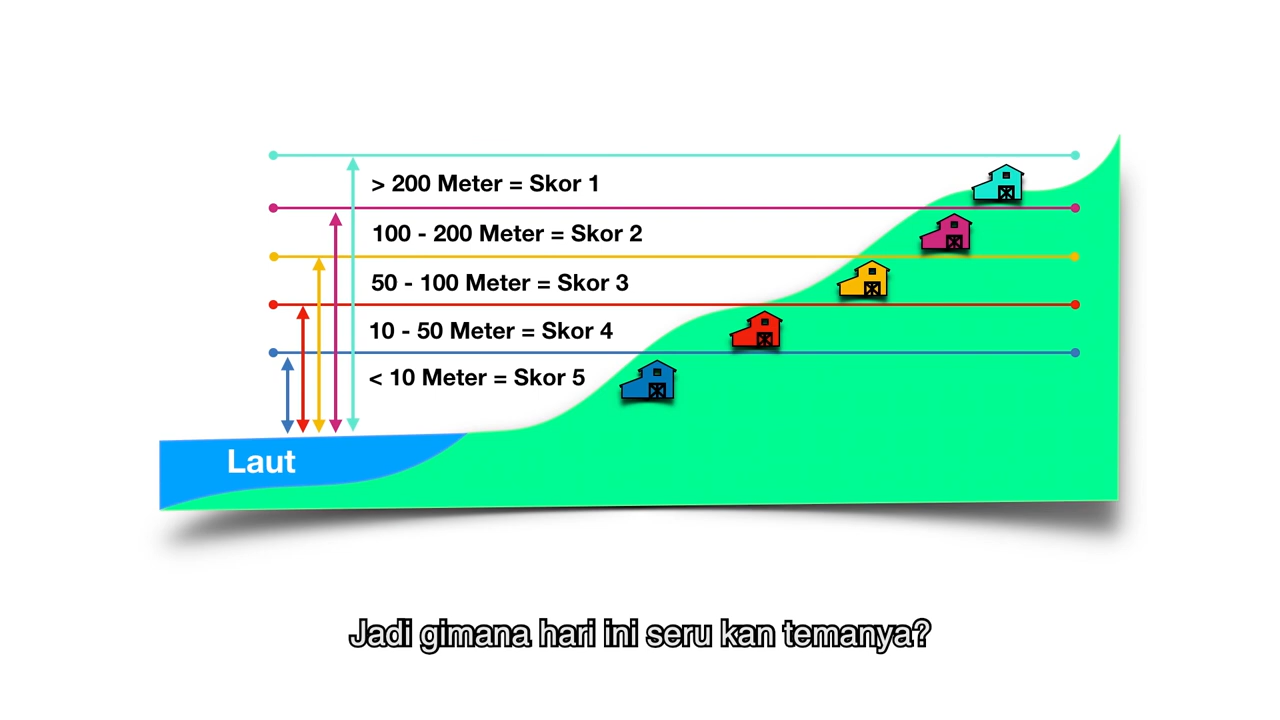 > 200 Meter = Skor 1
100 - 200 Meter = Skor 2
50 - 100 Meter = Skor 3
10 - 50 Meter = Skor 4
< 10 Meter = Skor 5
Laut
Jadi gimana hari ini seru kan temanya?